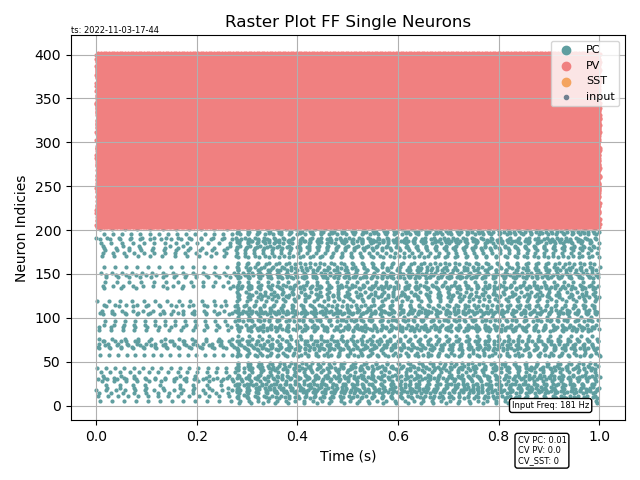 Raster Plot FF Single Neurons
ts: 2022-11-03-17-44
PC
PV
SST
input
400
350
300
250
200
150
100
50
0
Neuron Indicies
0.0 0.2 0.4 0.6 0.8 1.0
Time (s)
Input Freq: 181 Hz
CV PC: 0.01
CV PV: 0.0
CV_SST: 0